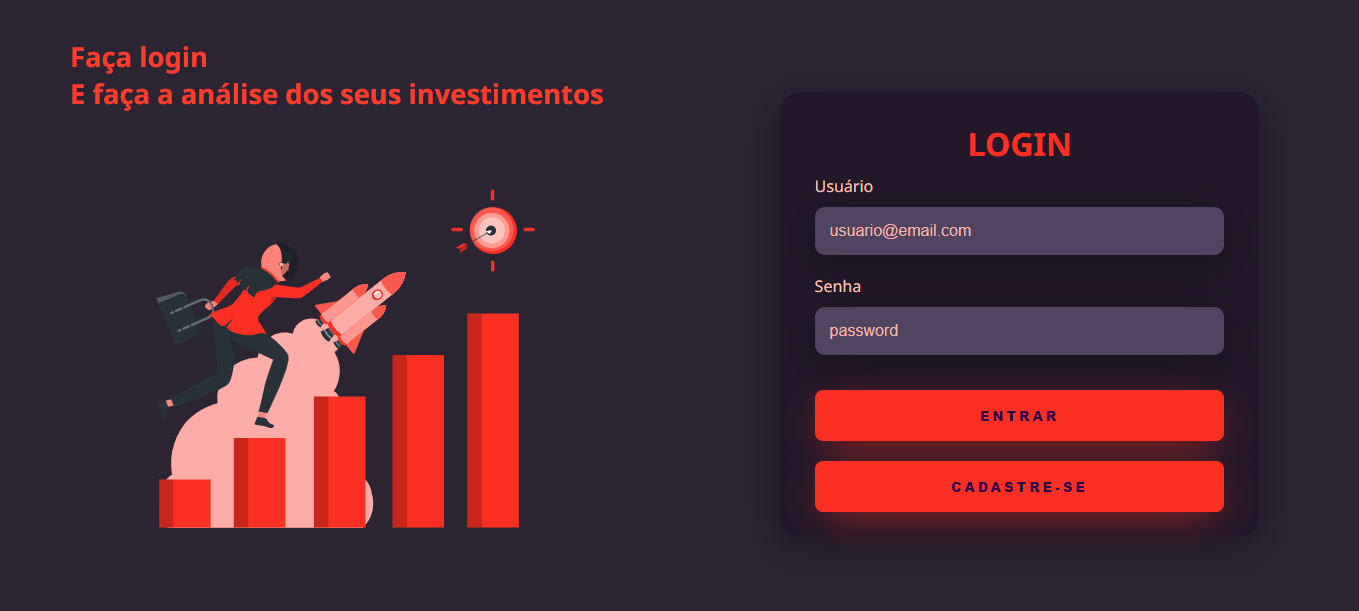 Faça login
E faça a análise dos seus investimentos
LOGIN
Usuário
usuario@email.com
Senha
password
ENTRAR
CADASTRE-SE